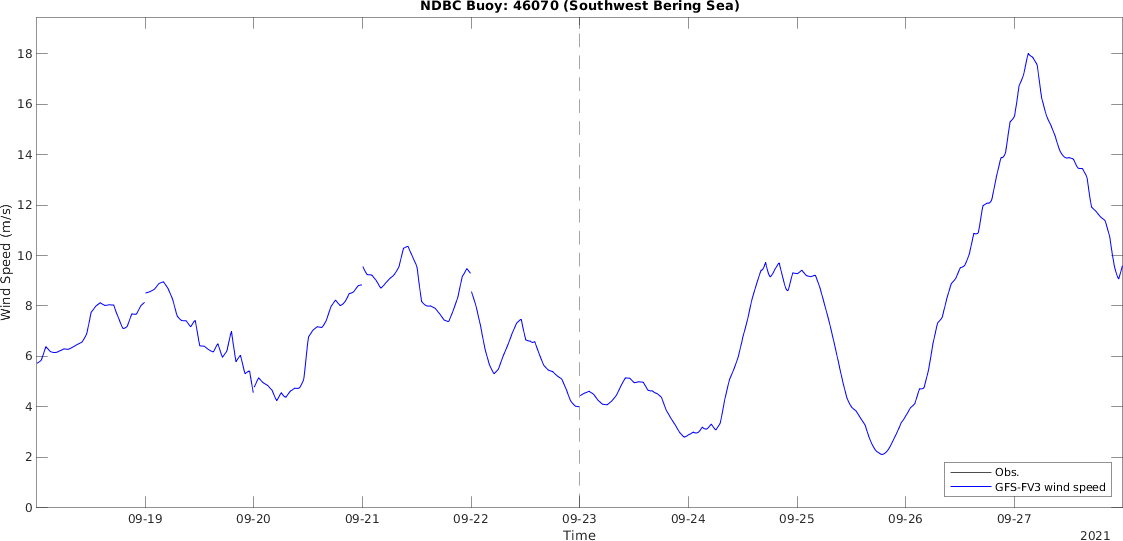 NDBC Buoy: 46070 (Southwest Bering Sea)
18
16
14
12
10
8
6
4
2
0
Wind Speed (m/s)
Obs.
GFS-FV3 wind speed
09-19 09-20 09-21 09-22 09-23 09-24 09-25 09-26 09-27
Time
2021